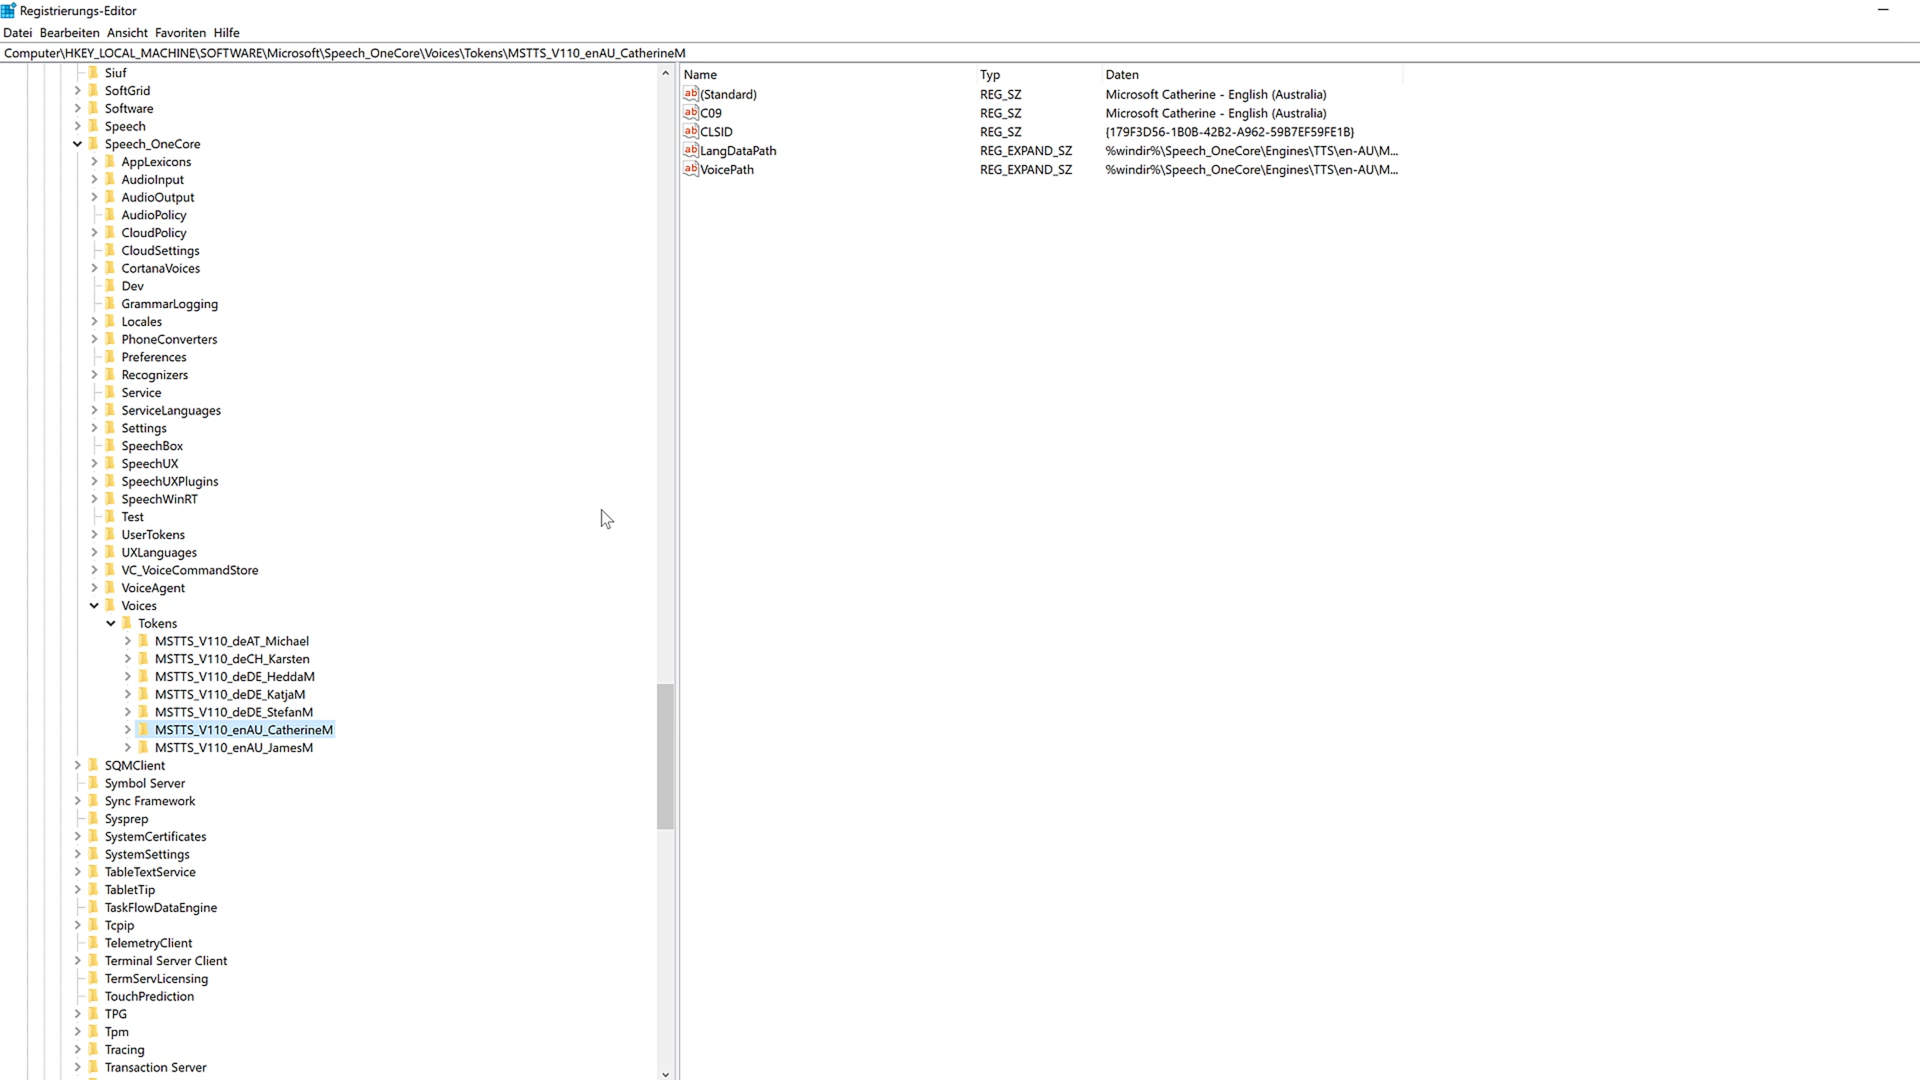 Registrierungs-Editor
Datei Bearbeiten Ansicht Favoriten Hilfe
Computer\HKEY_LOCAL_MACHINE\SOFTWARE\Microsoft\Speech_OneCore\Voices\Tokens\MSTTS_V110_enAU_CatherineM
Siuf
SoftGrid
Software
Speech
Speech_OneCore
AppLexicons
AudioInput
AudioOutput
AudioPolicy
CloudPolicy
CloudSettings
CortanaVoices
Dev
GrammarLogging
Locales
PhoneConverters
Preferences
Recognizers
Service
ServiceLanguages
Settings
SpeechBox
SpeechUX
SpeechUXPlugins
SpeechWinRT
Test
UserTokens
UXLanguages
VC_VoiceCommandStore
VoiceAgent
Voices
Tokens
MSTTS_V110_deAT_Michael
MSTTS_V110_deCH_Karsten
MSTTS_V110_deDE_HeddaM
MSTTS_V110_deDE_KatjaM
MSTTS_V110_deDE_StefanM
MSTTS_V110_enAU_CatherineM
MSTTS_V110_enAU_JamesM
SQMClient
Symbol Server
Sync Framework
Sysprep
SystemCertificates
SystemSettings
TableTextService
TabletTip
TaskFlowDataEngine
Tcpip
TelemetryClient
Terminal Server Client
TermServLicensing
TouchPrediction
TPG
Tpm
Tracing
Transaction Server
Name Typ Daten
(Standard) REG_SZ Microsoft Catherine - English (Australia)
C09 REG_SZ Microsoft Catherine - English (Australia)
CLSID REG_SZ {179F3D56-1B0B-42B2-A962-59B7EF59FE1B}
LangDataPath REG_EXPAND_SZ %windir%\Speech_OneCore\Engines\TTS\en-AU\M...
VoicePath REG_EXPAND_SZ %windir%\Speech_OneCore\Engines\TTS\en-AU\M...